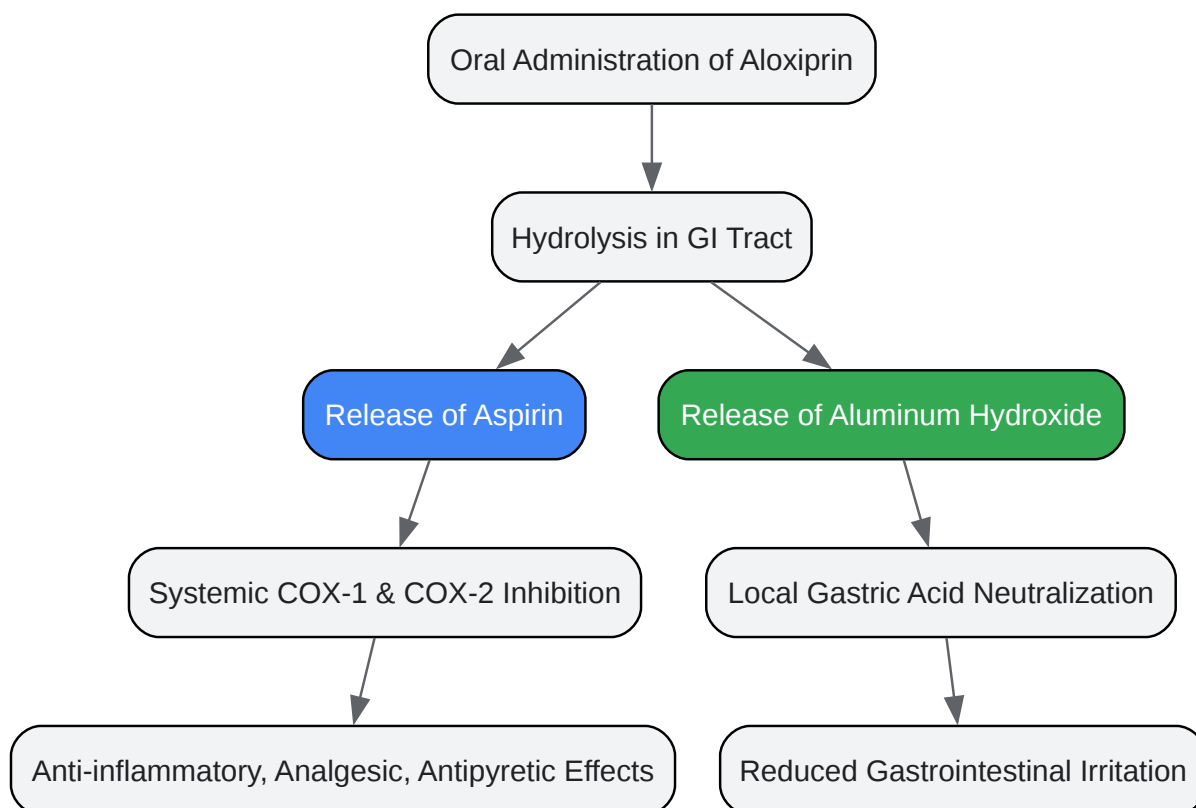 Oral Administration of Aloxiprin
Hydrolysis in GI Tract
Release of Aspirin
Release of Aluminum Hydroxide
Systemic COX-1 & COX-2 Inhibition
Local Gastric Acid Neutralization
Anti-inflammatory, Analgesic, Antipyretic Effects
Reduced Gastrointestinal Irritation